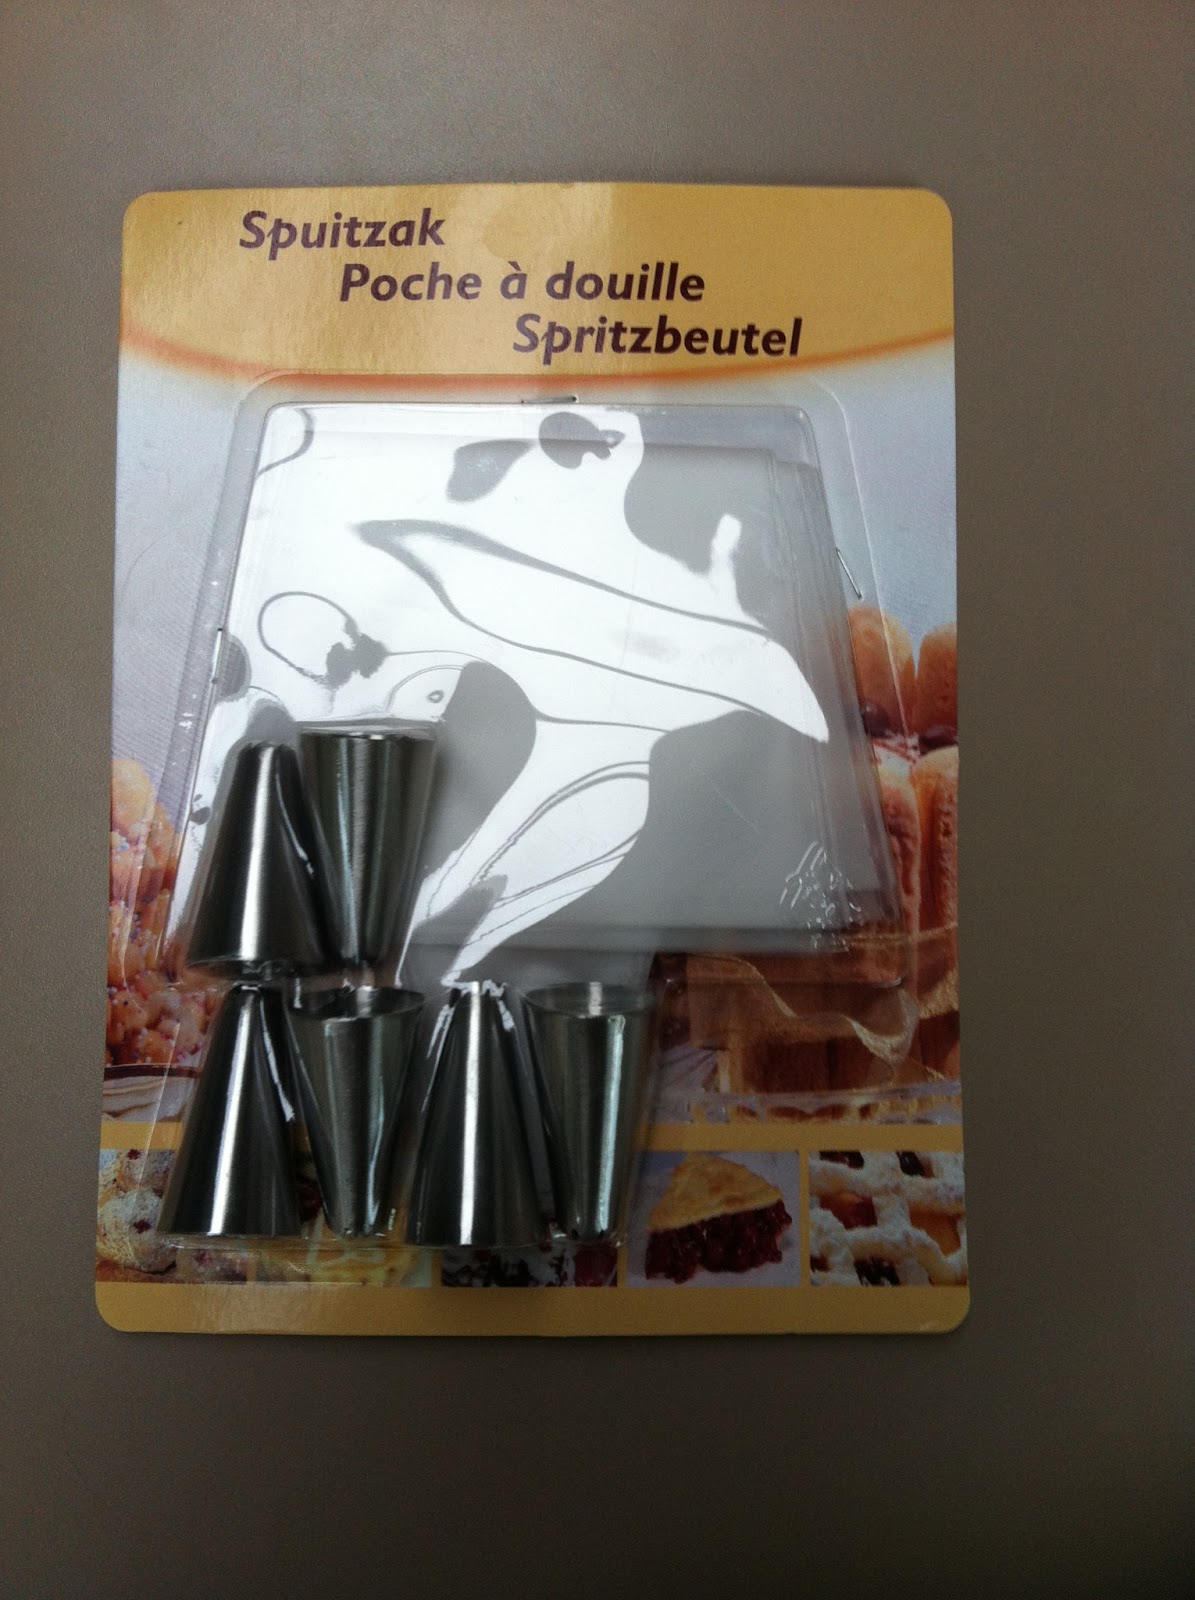 Spuitzak
Poche à douille
Spritzbeutel